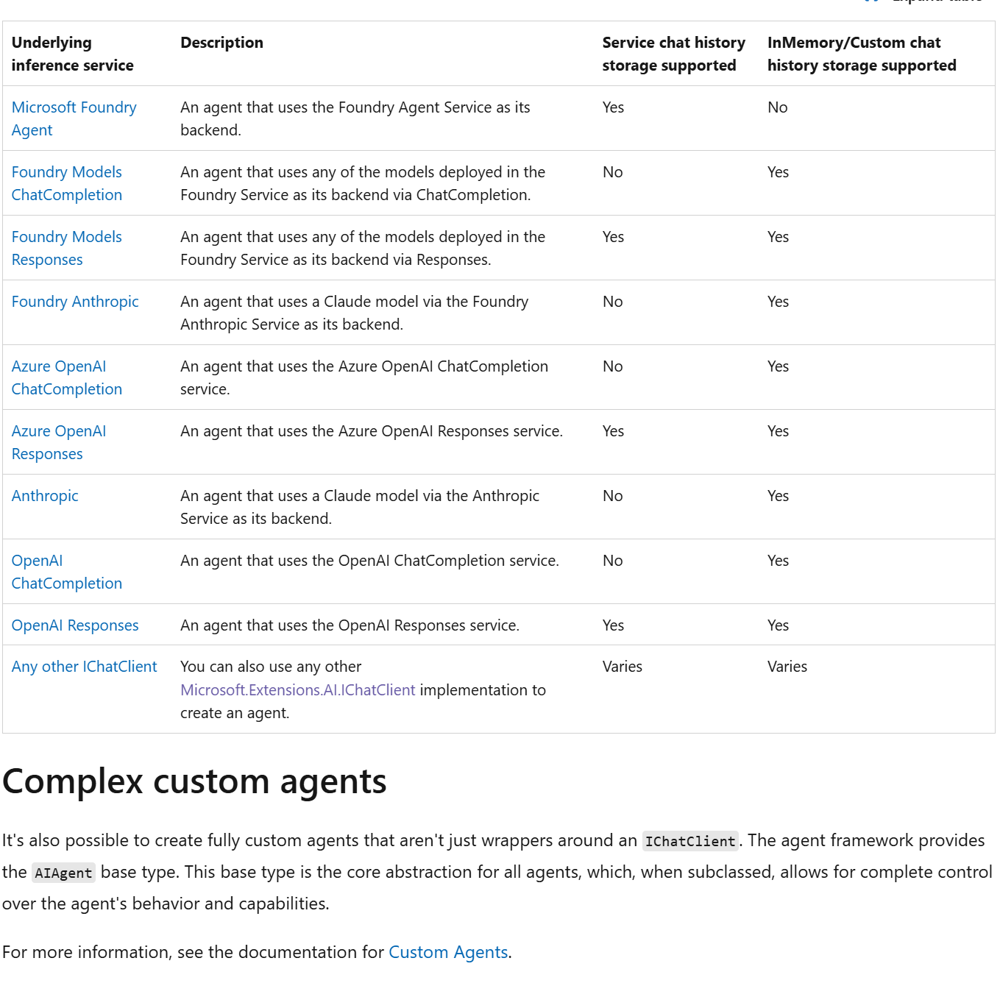 Underlying
inference service
Description
Service chat history
storage supported
InMemory/Custom chat
history storage supported
Microsoft Foundry
Agent
An agent that uses the Foundry Agent Service as its
backend.
Yes
No
Foundry Models
ChatCompletion
An agent that uses any of the models deployed in the
Foundry Service as its backend via ChatCompletion.
No
Yes
Foundry Models
Responses
An agent that uses any of the models deployed in the
Foundry Service as its backend via Responses.
Yes
Yes
Foundry Anthropic
An agent that uses a Claude model via the Foundry
Anthropic Service as its backend.
No
Yes
Azure OpenAI
ChatCompletion
An agent that uses the Azure OpenAI ChatCompletion
service.
No
Yes
Azure OpenAI
Responses
An agent that uses the Azure OpenAI Responses service.
Yes
Yes
Anthropic
An agent that uses a Claude model via the Anthropic
Service as its backend.
No
Yes
OpenAI
ChatCompletion
An agent that uses the OpenAI ChatCompletion service.
No
Yes
OpenAI Responses
An agent that uses the OpenAI Responses service.
Yes
Yes
Any other IChatClient
You can also use any other
Microsoft.Extensions.AI.IChatClient implementation to
create an agent.
Varies
Varies
Complex custom agents
It's also possible to create fully custom agents that aren't just wrappers around an IChatClient. The agent framework provides
the AIAgent base type. This base type is the core abstraction for all agents, which, when subclassed, allows for complete control
over the agent's behavior and capabilities.
For more information, see the documentation for Custom Agents.